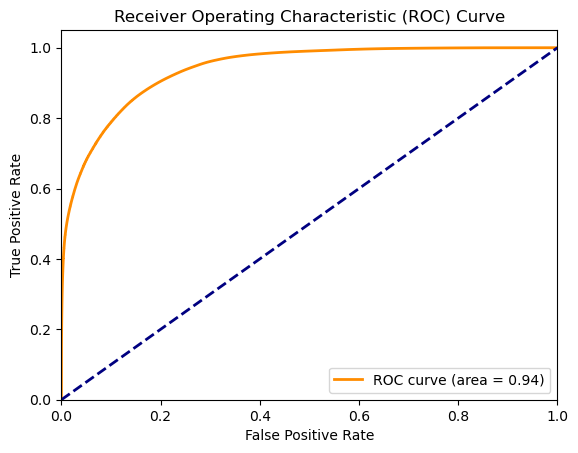 Receiver Operating Characteristic (ROC) Curve
1.0
0.8
0.6
0.4
0.2
0.0
True Positive Rate
ROC curve (area = 0.94)
0.0 0.2 0.4 0.6 0.8 1.0
False Positive Rate